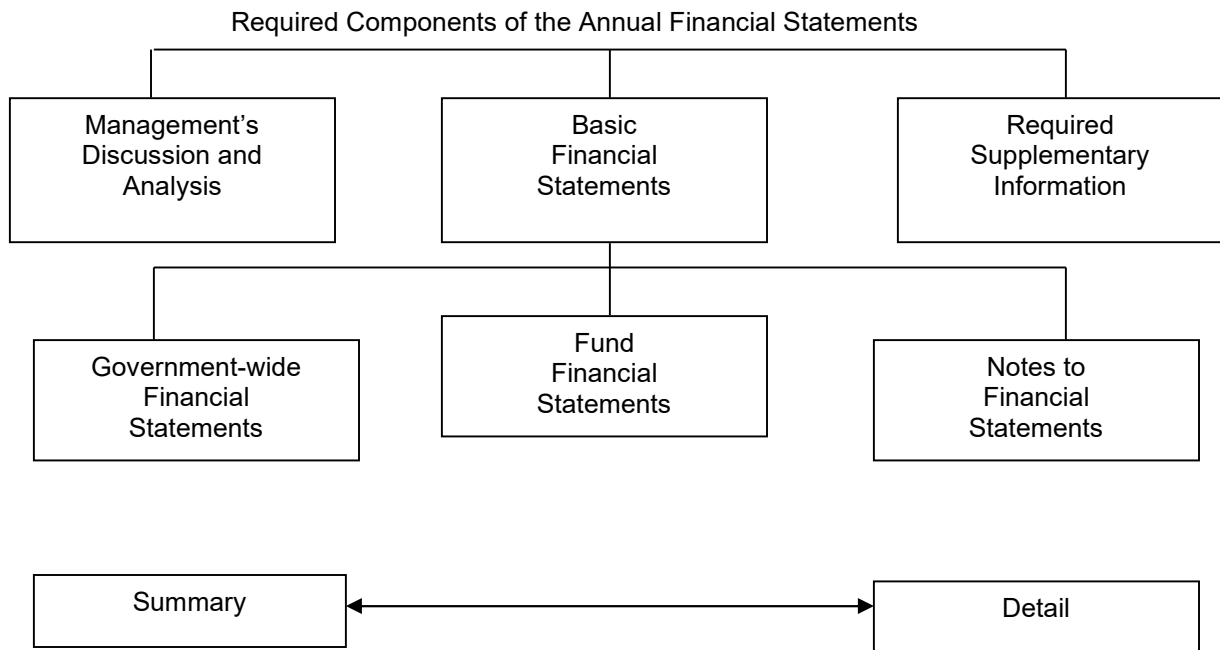 Required Components of the Annual Financial Statements
Management’s
Discussion and
Analysis
Basic
Financial
Statements
Required
Supplementary
Information
Government-wide
Financial
Statements
Fund
Financial
Statements
Notes to
Financial
Statements
Summary
Detail